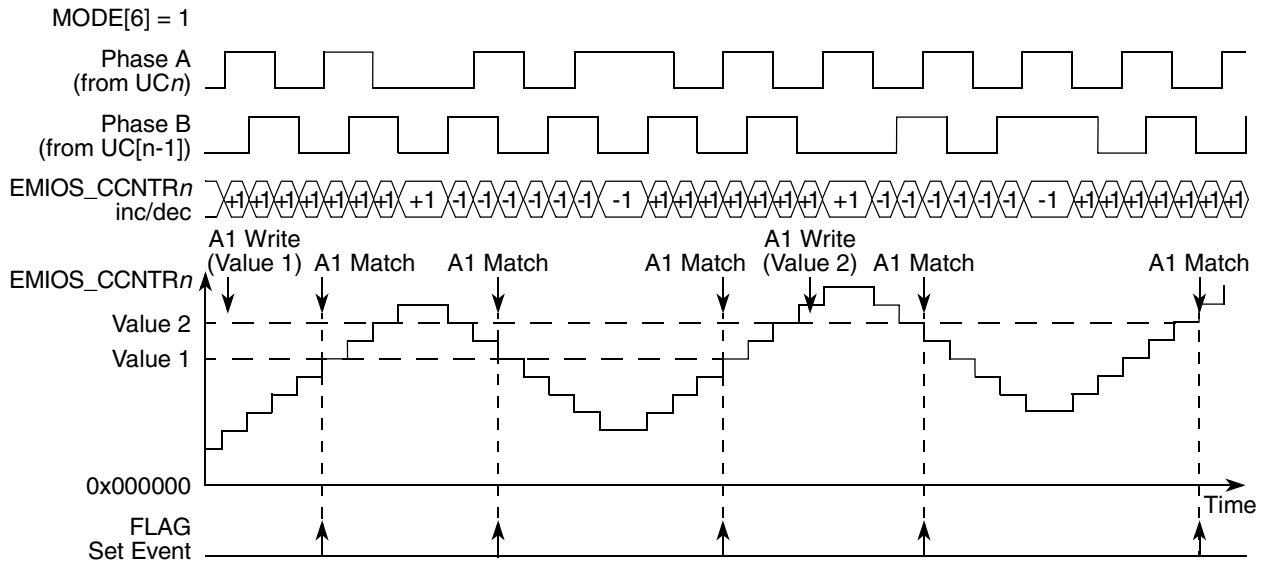 MODE[6] = 1
Phase A
(from UCn)
Phase B
(from UC[n-1])
EMIOS_CCNTRn
inc/dec
+1 +1 +1 +1 +1 +1 +1 +1 -1 -1 -1 -1 -1 -1 -1 +1 +1 +1 +1 +1 +1 +1 +1 -1 -1 -1 -1 -1 -1 -1 +1 +1 +1 +1 +1 +1 +1
A1 Write
(Value 1)
A1 Match
A1 Match
A1 Match
A1 Write
(Value 2)
A1 Match
A1 Match
EMIOS_CCNTRn
Value 2
Value 1
0x000000
Time
FLAG
Set Event